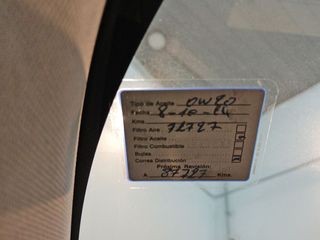 Tipo de Aceite 0W20
Fecha 8-10-24
Kms. 72727
Filtro Aire
Filtro Aceite
Filtro Combustible
Bujías
Correa Distribución
Próxima Revisión:
A 87727 Kms.